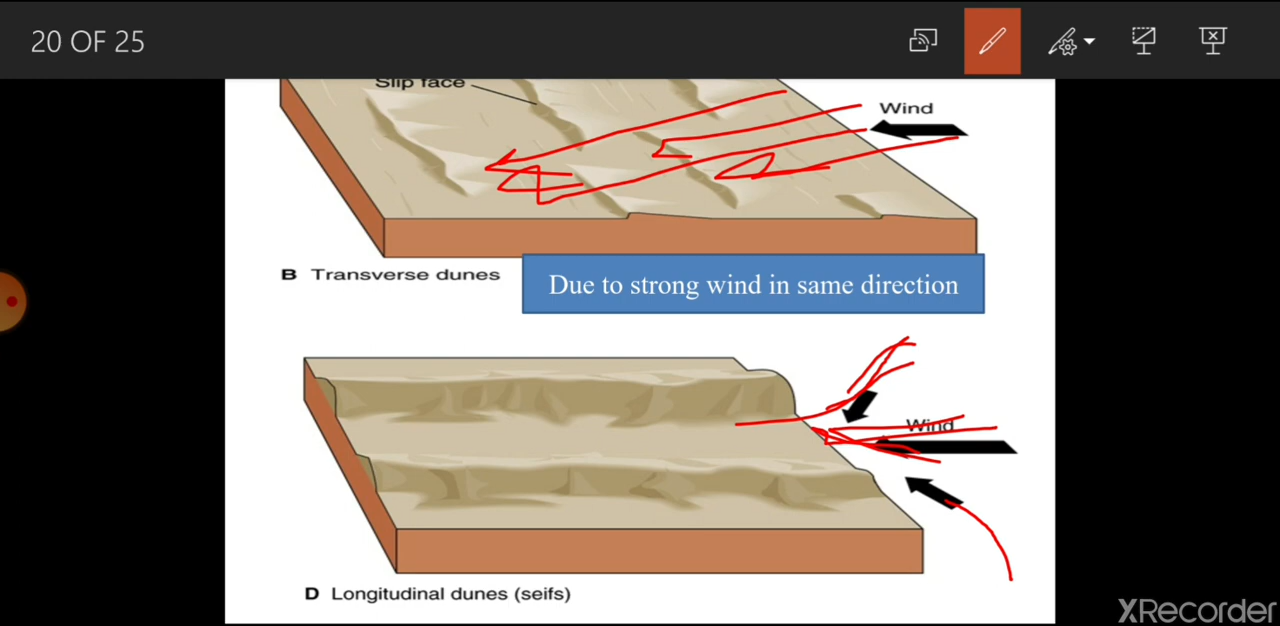 20 OF 25
Slip face
Wind
B Transverse dunes
Due to strong wind in same direction
Wind
D Longitudinal dunes (seifs)
XRecorder